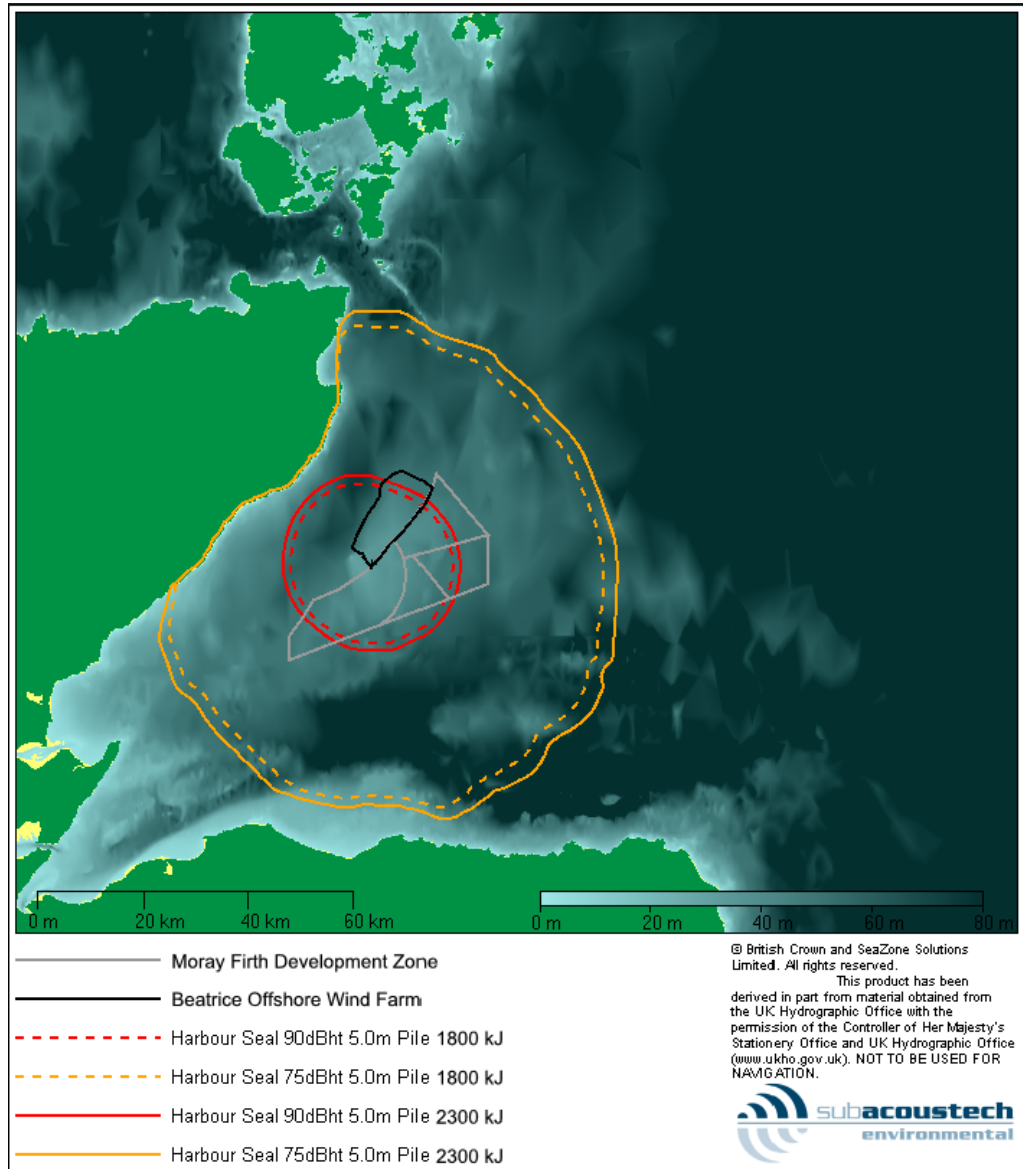 0 m 20 km 40 km 60 km
0 m 20 m 40 m 60 m 80 m
Moray Firth Development Zone
Beatrice Offshore Wind Farm
Harbour Seal 90dBht 5.0m Pile 1800 kJ
Harbour Seal 75dBht 5.0m Pile 1800 kJ
Harbour Seal 90dBht 5.0m Pile 2300 kJ
Harbour Seal 75dBht 5.0m Pile 2300 kJ
© British Crown and SeaZone Solutions
Limited. All rights reserved.
This product has been
derived in part from material obtained from
the UK Hydrographic Office with the
permission of the Controller of Her Majesty's
Stationery Office and UK Hydrographic Office
(www.ukho.gov.uk). NOT TO BE USED FOR
NAVIGATION.
subacoustech
environmental